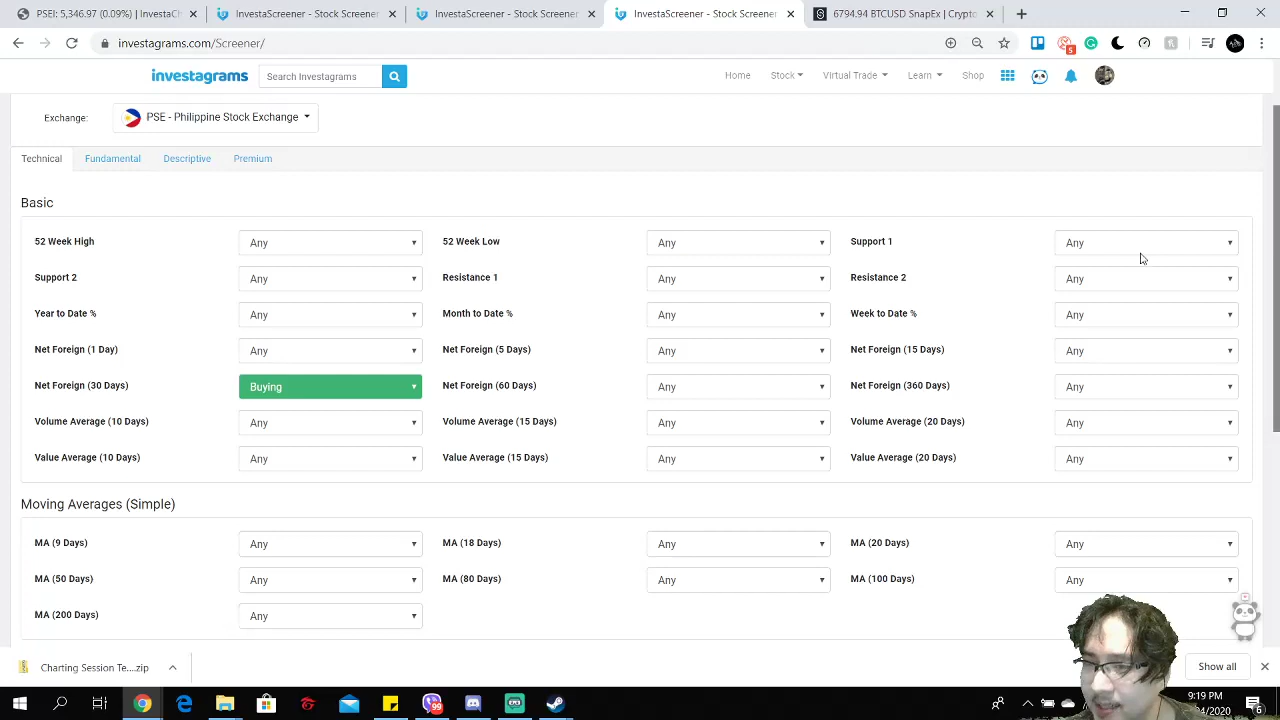 PSEI: 5,346.97 (0.09%) | InvestaCh
InvestaScreener - Stock Screener
InvestaScreener - Stock Screener
InvestaScreener - Stock Screener
6794.94 BTCUSD SnapEx | Crypto
investagrams.com/Screener/
5
investagrams
Search Investagrams
Home
Stock
Virtual Trade
Learn
Shop
Exchange:
PSE - Philippine Stock Exchange
Technical
Fundamental
Descriptive
Premium
Basic
52 Week High
Any
52 Week Low
Any
Support 1
Any
Support 2
Any
Resistance 1
Any
Resistance 2
Any
Year to Date %
Any
Month to Date %
Any
Week to Date %
Any
Net Foreign (1 Day)
Any
Net Foreign (5 Days)
Any
Net Foreign (15 Days)
Any
Net Foreign (30 Days)
Buying
Net Foreign (60 Days)
Any
Net Foreign (360 Days)
Any
Volume Average (10 Days)
Any
Volume Average (15 Days)
Any
Volume Average (20 Days)
Any
Value Average (10 Days)
Any
Value Average (15 Days)
Any
Value Average (20 Days)
Any
Moving Averages (Simple)
MA (9 Days)
Any
MA (18 Days)
Any
MA (20 Days)
Any
MA (50 Days)
Any
MA (80 Days)
Any
MA (100 Days)
Any
MA (200 Days)
Any
Charting Session Te....zip
Show all
99
9:19 PM
4/2020
6